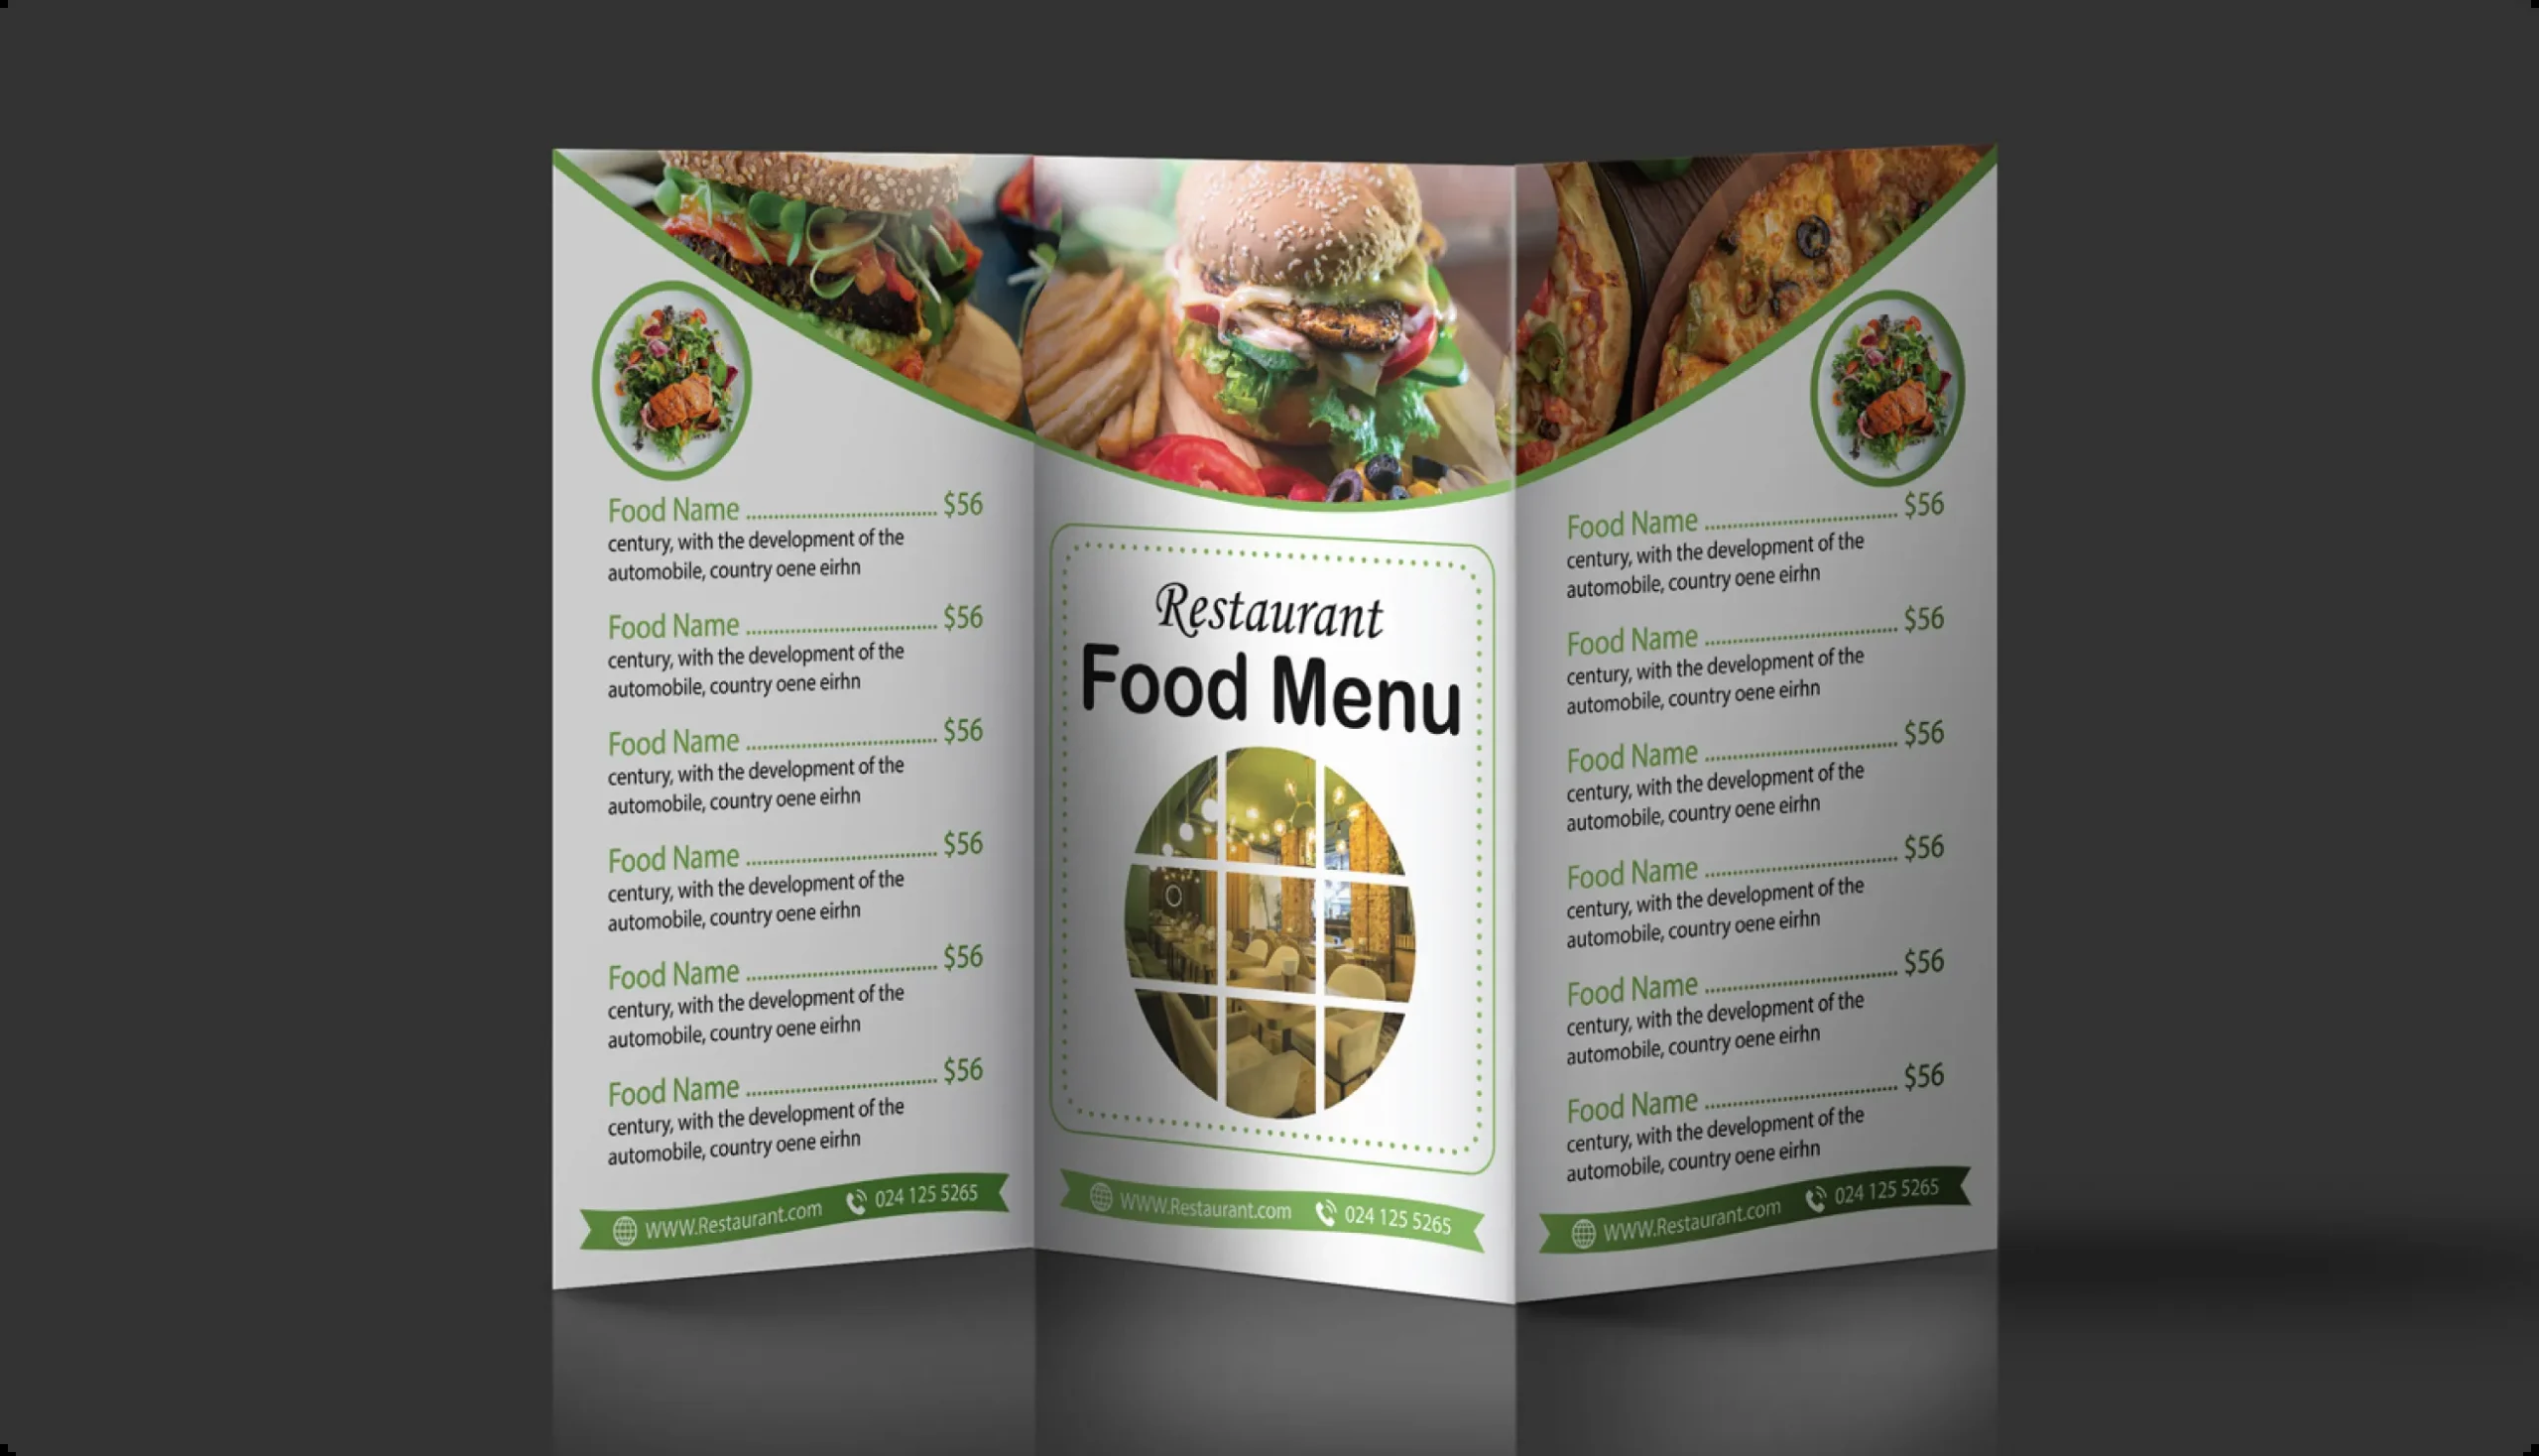 Food Name ........................................ $56
century, with the development of the
automobile, country oene eirhn
Food Name ........................................ $56
century, with the development of the
automobile, country oene eirhn
Food Name ........................................ $56
century, with the development of the
automobile, country oene eirhn
Food Name ........................................ $56
century, with the development of the
automobile, country oene eirhn
Food Name ........................................ $56
century, with the development of the
automobile, country oene eirhn
Food Name ........................................ $56
century, with the development of the
automobile, country oene eirhn
WWW.Restaurant.com 024 125 5265
Restaurant
Food Menu
WWW.Restaurant.com 024 125 5265
Food Name ........................................ $56
century, with the development of the
automobile, country oene eirhn
Food Name ........................................ $56
century, with the development of the
automobile, country oene eirhn
Food Name ........................................ $56
century, with the development of the
automobile, country oene eirhn
Food Name ........................................ $56
century, with the development of the
automobile, country oene eirhn
Food Name ........................................ $56
century, with the development of the
automobile, country oene eirhn
Food Name ........................................ $56
century, with the development of the
automobile, country oene eirhn
WWW.Restaurant.com 024 125 5265